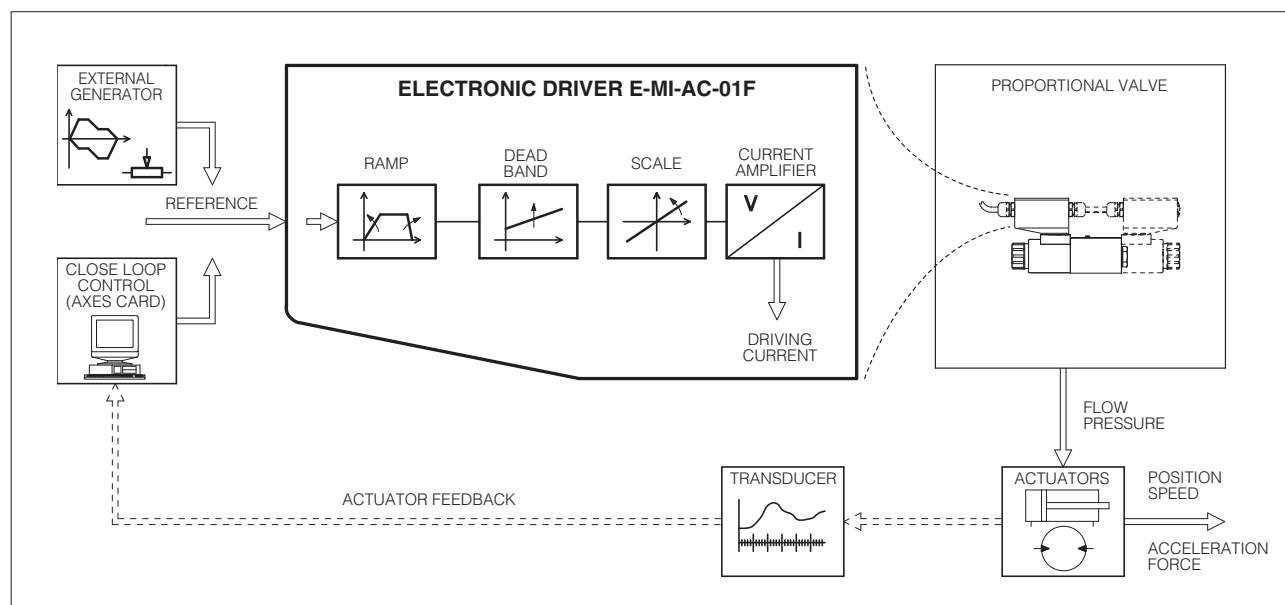 EXTERNAL
GENERATOR
REFERENCE
CLOSE LOOP
CONTROL
(AXES CARD)
ELECTRONIC DRIVER E-MI-AC-01F
RAMP
DEAD
BAND
SCALE
CURRENT
AMPLIFIER
V
I
DRIVING
CURRENT
PROPORTIONAL VALVE
FLOW
PRESSURE
ACTUATORS
POSITION
SPEED
ACCELERATION
FORCE
TRANSDUCER
ACTUATOR FEEDBACK